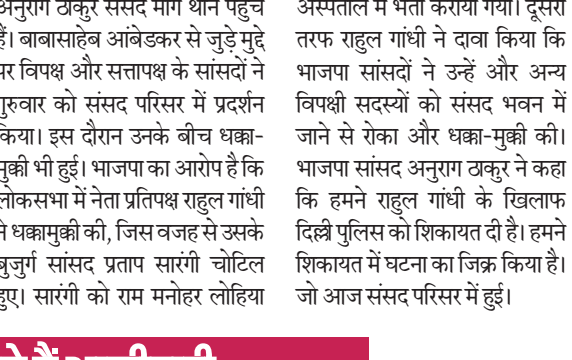 अनुराग ठाकुर संसद मार्ग थाने पहुंचे
हैं। बाबासाहेब आंबेडकर से जुड़े मुद्दे
पर विपक्ष और सत्तापक्ष के सांसदों ने
गुरुवार को संसद परिसर में प्रदर्शन
किया। इस दौरान उनके बीच धक्का-
मुक्की भी हुई। भाजपा का आरोप है कि
लोकसभा में नेता प्रतिपक्ष राहुल गांधी
ने धक्कामुक्की की, जिस वजह से उसके
बुजुर्ग सांसद प्रताप सारंगी चोटिल
हुए। सारंगी को राम मनोहर लोहिया
अस्पताल में भर्ती कराया गया। दूसरी
तरफ राहुल गांधी ने दावा किया कि
भाजपा सांसदों ने उन्हें और अन्य
विपक्षी सदस्यों को संसद भवन में
जाने से रोका और धक्का-मुक्की की।
भाजपा सांसद अनुराग ठाकुर ने कहा
कि हमने राहुल गांधी के खिलाफ
दिल्ली पुलिस को शिकायत दी है। हमने
शिकायत में घटना का जिक्र किया है।
जो आज संसद परिसर में हुई।